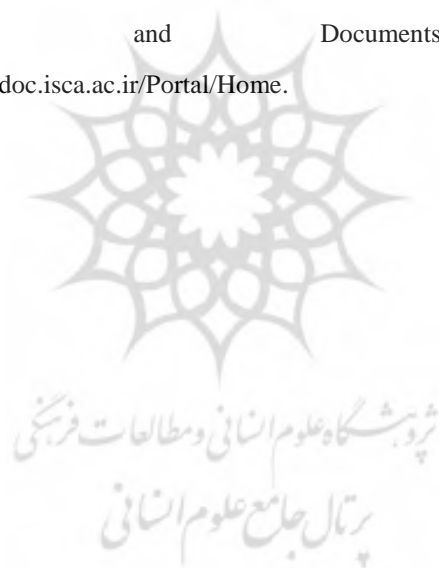 and Documents
doc.isca.ac.ir/Portal/Home.
پژوهشگاه علوم انسانی و مطالعات فرهنگی
پرتال جامع علوم انسانی